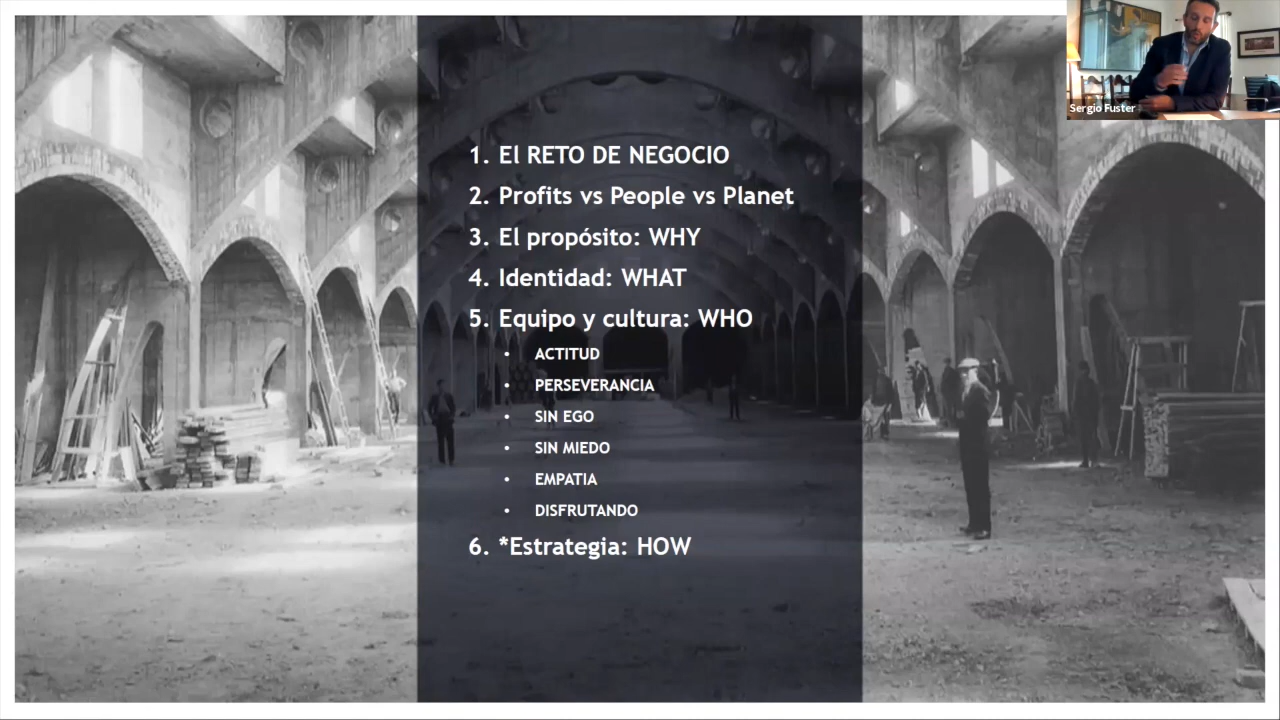 Sergio Fuster
1. El RETO DE NEGOCIO
2. Profits vs People vs Planet
3. El propósito: WHY
4. Identidad: WHAT
5. Equipo y cultura: WHO
• ACTITUD
• PERSEVERANCIA
• SIN EGO
• SIN MIEDO
• EMPATIA
• DISFRUTANDO
6. *Estrategia: HOW